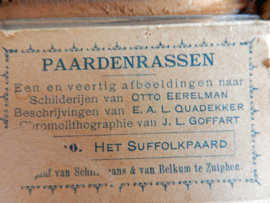 PAARDENRASSEN
Een en veertig afbeeldingen naar
Schilderijen van OTTO EERELMAN
Beschrijvingen van E. A. L. QUADEKKER
Chromolithographie van J. L. GOFFART
HET SUFFOLKPAARD
& van Belkum te Zutphen.